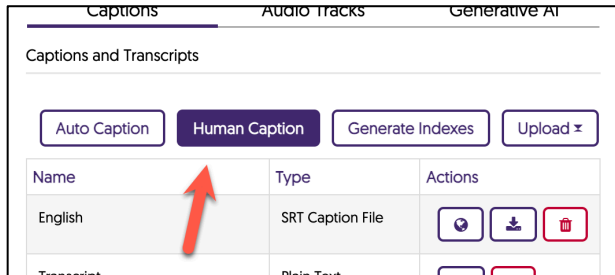 Captions Audio Tracks Generative AI
Captions and Transcripts
Auto Caption Human Caption Generate Indexes Upload
Name Type Actions
English SRT Caption File
Transcript Plain Text